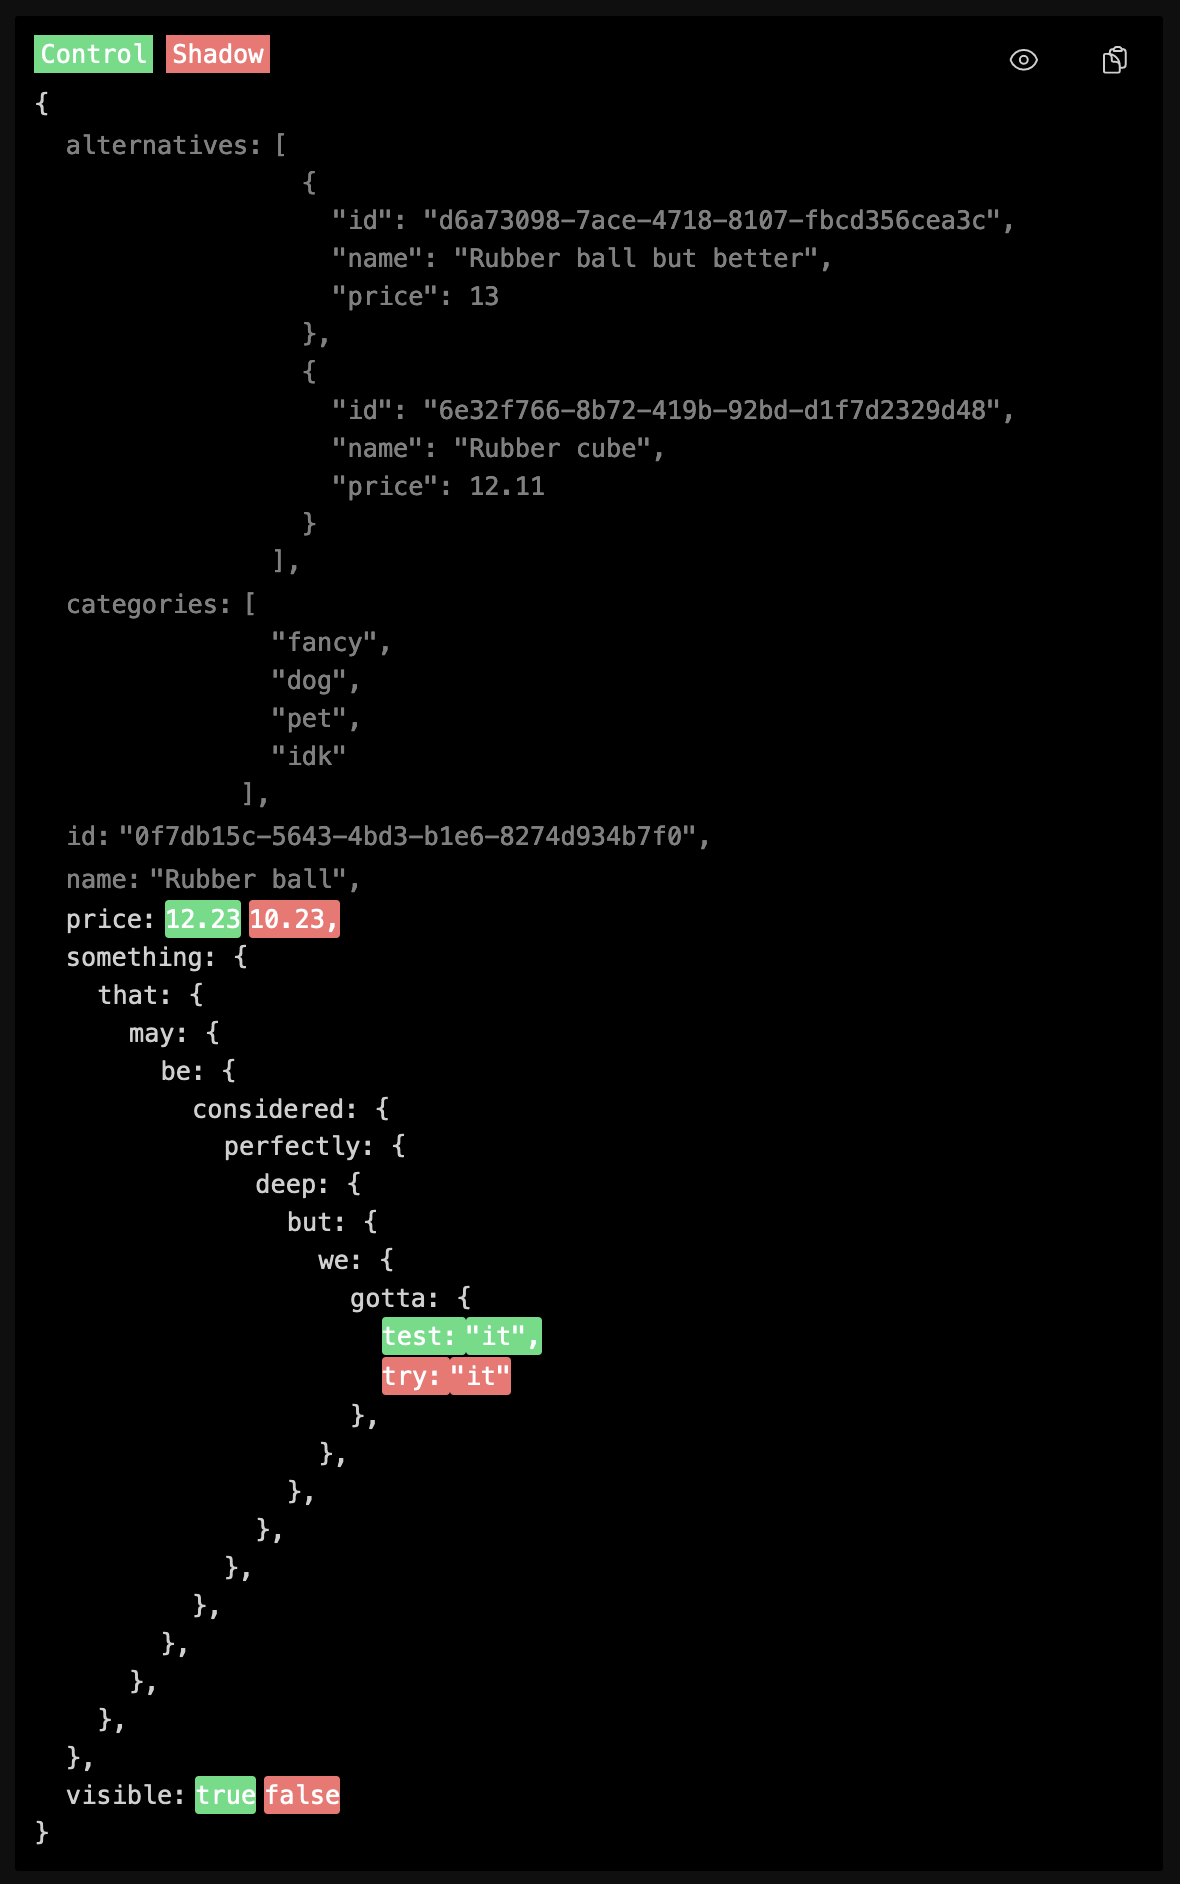 Control Shadow
{
alternatives: [
{
"id": "d6a73098-7ace-4718-8107-fbcd356cea3c",
"name": "Rubber ball but better",
"price": 13
},
{
"id": "6e32f766-8b72-419b-92bd-d1f7d2329d48",
"name": "Rubber cube",
"price": 12.11
}
],
categories: [
"fancy",
"dog",
"pet",
"idk"
],
id: "0f7db15c-5643-4bd3-b1e6-8274d934b7f0",
name: "Rubber ball",
price: 12.23 10.23,
something: {
that: {
may: {
be: {
considered: {
perfectly: {
deep: {
but: {
we: {
gotta: {
test: "it",
try: "it"
},
},
},
},
},
},
},
},
},
},
visible: true false
}